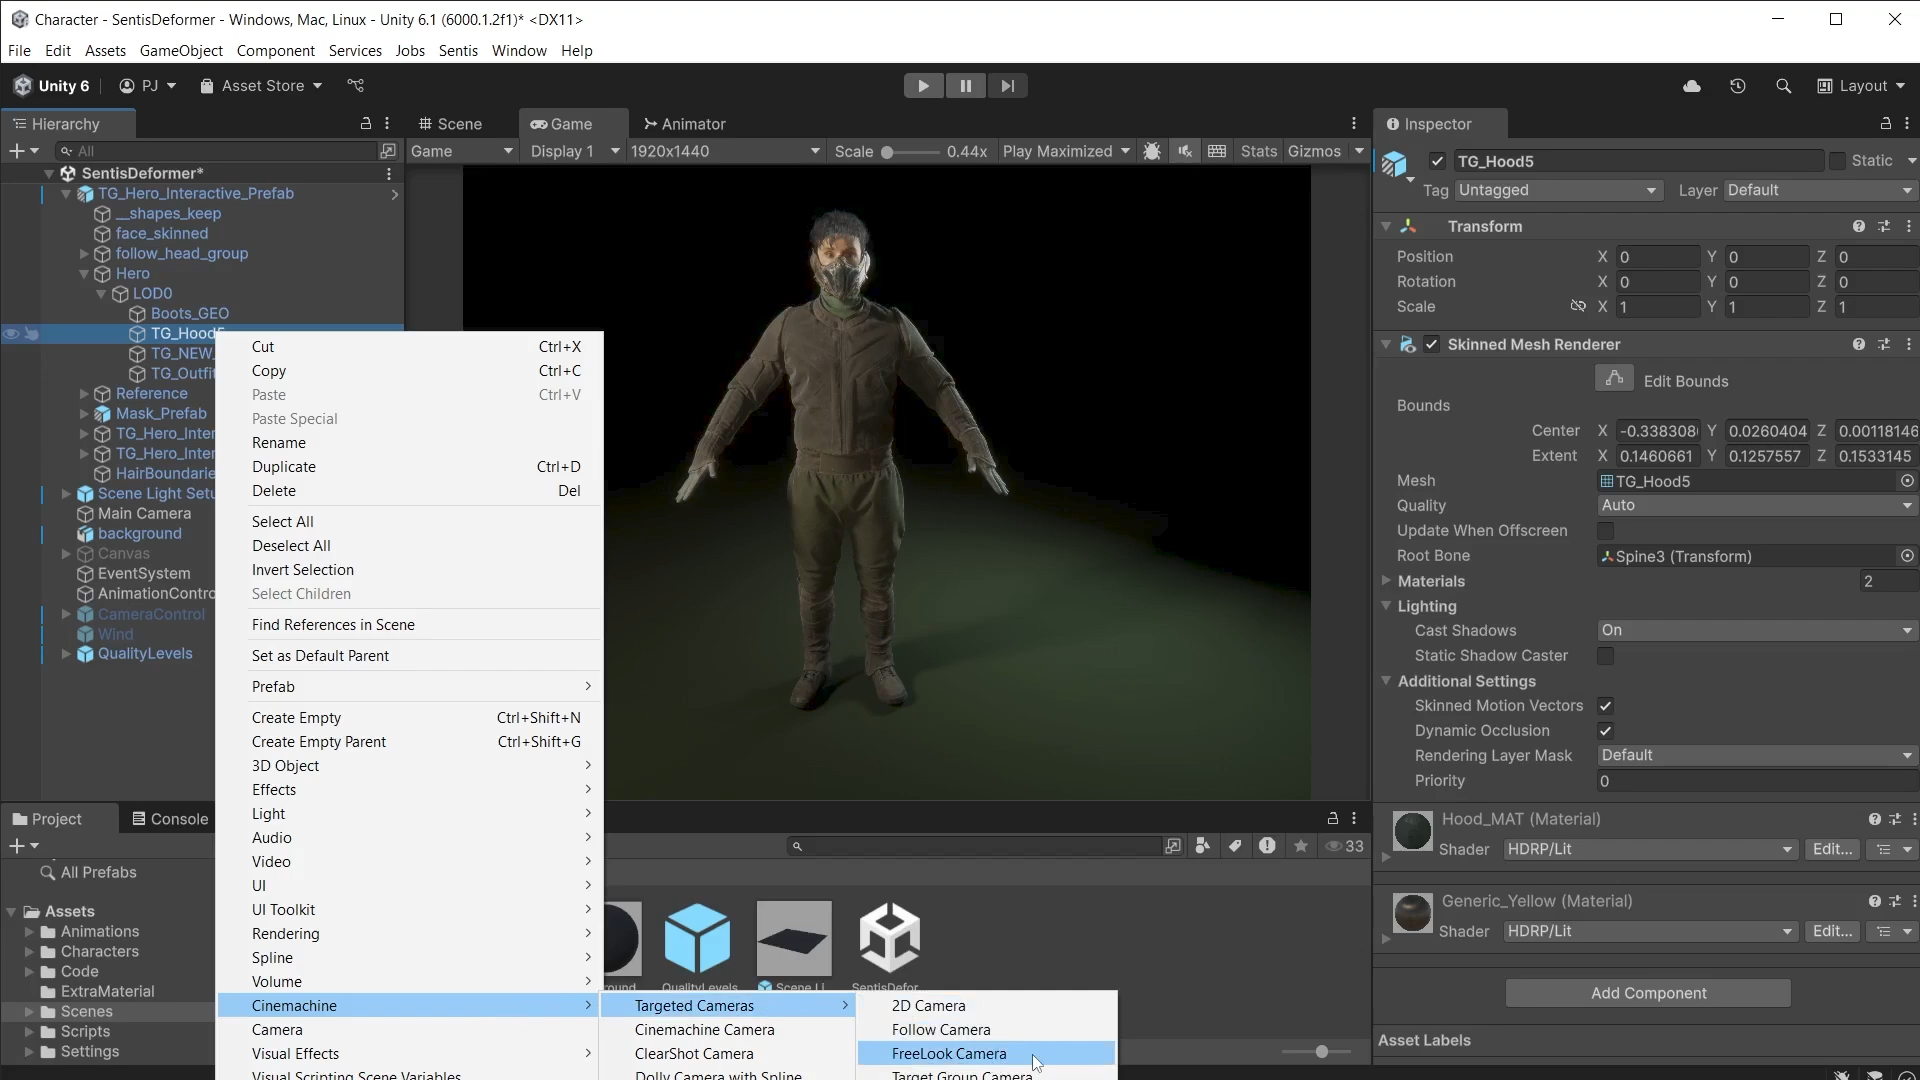 Character - SentisDeformer - Windows, Mac, Linux - Unity 6.1 (6000.1.2f1)* <DX11>
File Edit Assets GameObject Component Services Jobs Sentis Window Help
Unity 6 PJ Asset Store Layout
Hierarchy
Scene Game Animator
Inspector
All
Game Display 1 1920x1440 Scale 0.44x Play Maximized Stats Gizmos
SentisDeformer*
TG_Hero_Interactive_Prefab
__shapes_keep
face_skinned
follow_head_group
Hero
LOD0
Boots_GEO
TG_Hood5
TG_NEW_
TG_Outfit
Reference
Mask_Prefab
TG_Hero_Inter
TG_Hero_Inter
HairBoundarie
Scene Light Setu
Main Camera
background
Canvas
EventSystem
AnimationContro
CameraControl
Wind
QualityLevels
Cut Ctrl+X
Copy Ctrl+C
Paste Ctrl+V
Paste Special
Rename
Duplicate Ctrl+D
Delete Del
Select All
Deselect All
Invert Selection
Select Children
Find References in Scene
Set as Default Parent
Prefab
Create Empty Ctrl+Shift+N
Create Empty Parent Ctrl+Shift+G
3D Object
Effects
Light
Audio
Video
UI
UI Toolkit
Rendering
Spline
Volume
Cinemachine
Camera
Visual Effects
Visual Scripting Scene Variables
Targeted Cameras
Cinemachine Camera
ClearShot Camera
Dolly Camera with Spline
2D Camera
Follow Camera
FreeLook Camera
Target Group Camera
Project Console
33
All Prefabs
Assets
Animations
Characters
Code
ExtraMaterial
Scenes
Scripts
Settings
round QualityLevels Scene Li... SentisDefor...
TG_Hood5 Static
Tag Untagged Layer Default
Transform
Position X 0 Y 0 Z 0
Rotation X 0 Y 0 Z 0
Scale X 1 Y 1 Z 1
Skinned Mesh Renderer
Edit Bounds
Bounds
Center X -0.338308 Y 0.0260404 Z 0.00118146
Extent X 0.1460661 Y 0.1257557 Z 0.1533145
Mesh TG_Hood5
Quality Auto
Update When Offscreen
Root Bone Spine3 (Transform)
Materials 2
Lighting
Cast Shadows On
Static Shadow Caster
Additional Settings
Skinned Motion Vectors
Dynamic Occlusion
Rendering Layer Mask Default
Priority 0
Hood_MAT (Material)
Shader HDRP/Lit Edit...
Generic_Yellow (Material)
Shader HDRP/Lit Edit...
Add Component
Asset Labels